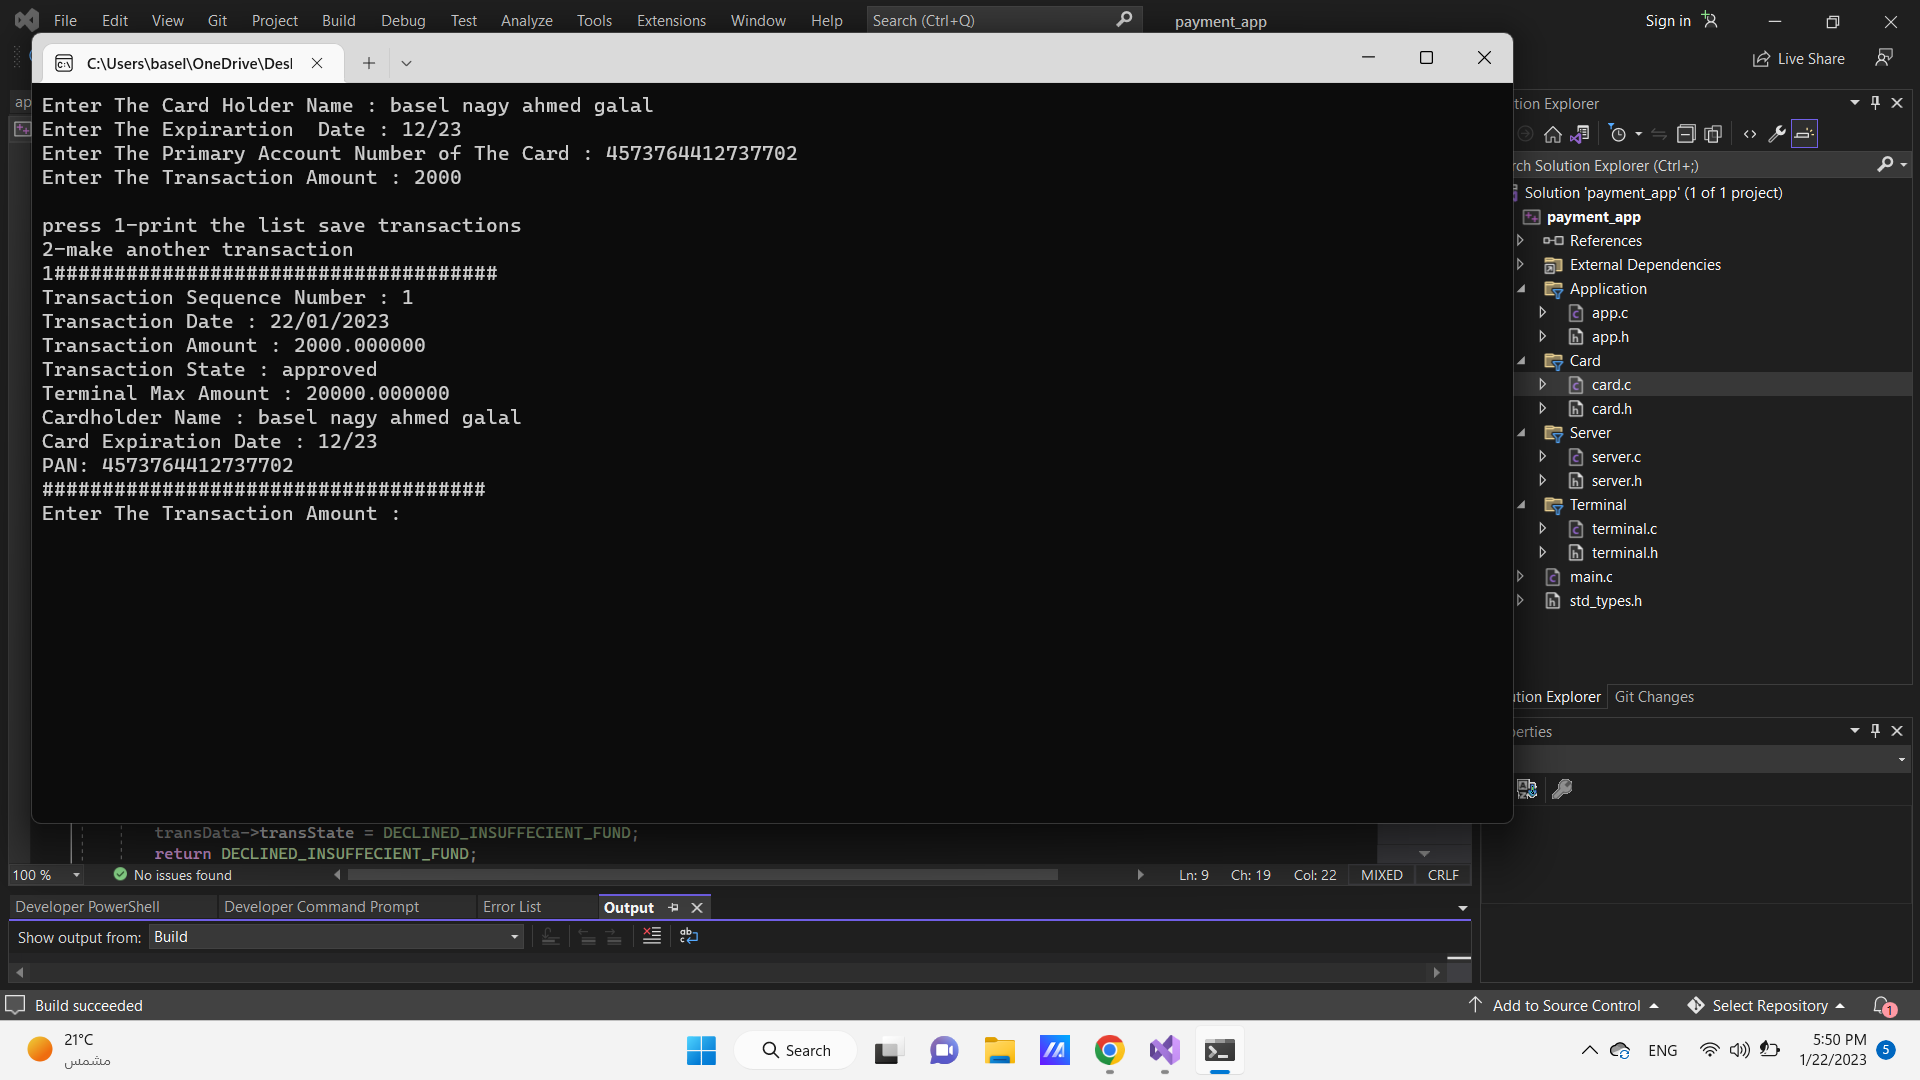 File Edit View Git Project Build Debug Test Analyze Tools Extensions Window Help Search (Ctrl+Q) payment_app Sign in
C:\Users\basel\OneDrive\Des
Live Share
Enter The Card Holder Name : basel nagy ahmed galal
Enter The Expirartion  Date : 12/23
Enter The Primary Account Number of The Card : 4573764412737702
Enter The Transaction Amount : 2000
press 1-print the list save transactions
2-make another transaction
1#####################################
Transaction Sequence Number : 1
Transaction Date : 22/01/2023
Transaction Amount : 2000.000000
Transaction State : approved
Terminal Max Amount : 20000.000000
Cardholder Name : basel nagy ahmed galal
Card Expiration Date : 12/23
PAN: 4573764412737702
#####################################
Enter The Transaction Amount :
ap
tion Explorer
rch Solution Explorer (Ctrl+;)
Solution 'payment_app' (1 of 1 project)
payment_app
References
External Dependencies
Application
app.c
app.h
Card
card.c
card.h
Server
server.c
server.h
Terminal
terminal.c
terminal.h
main.c
std_types.h
ution Explorer Git Changes
perties
transData->transState = DECLINED_INSUFFECIENT_FUND;
return DECLINED_INSUFFECIENT_FUND;
100 % No issues found Ln: 9 Ch: 19 Col: 22 MIXED CRLF
Developer PowerShell Developer Command Prompt Error List Output
Show output from: Build
Build succeeded Add to Source Control Select Repository 1
21°C
مشمس
Search
ENG
5:50 PM
1/22/2023
5